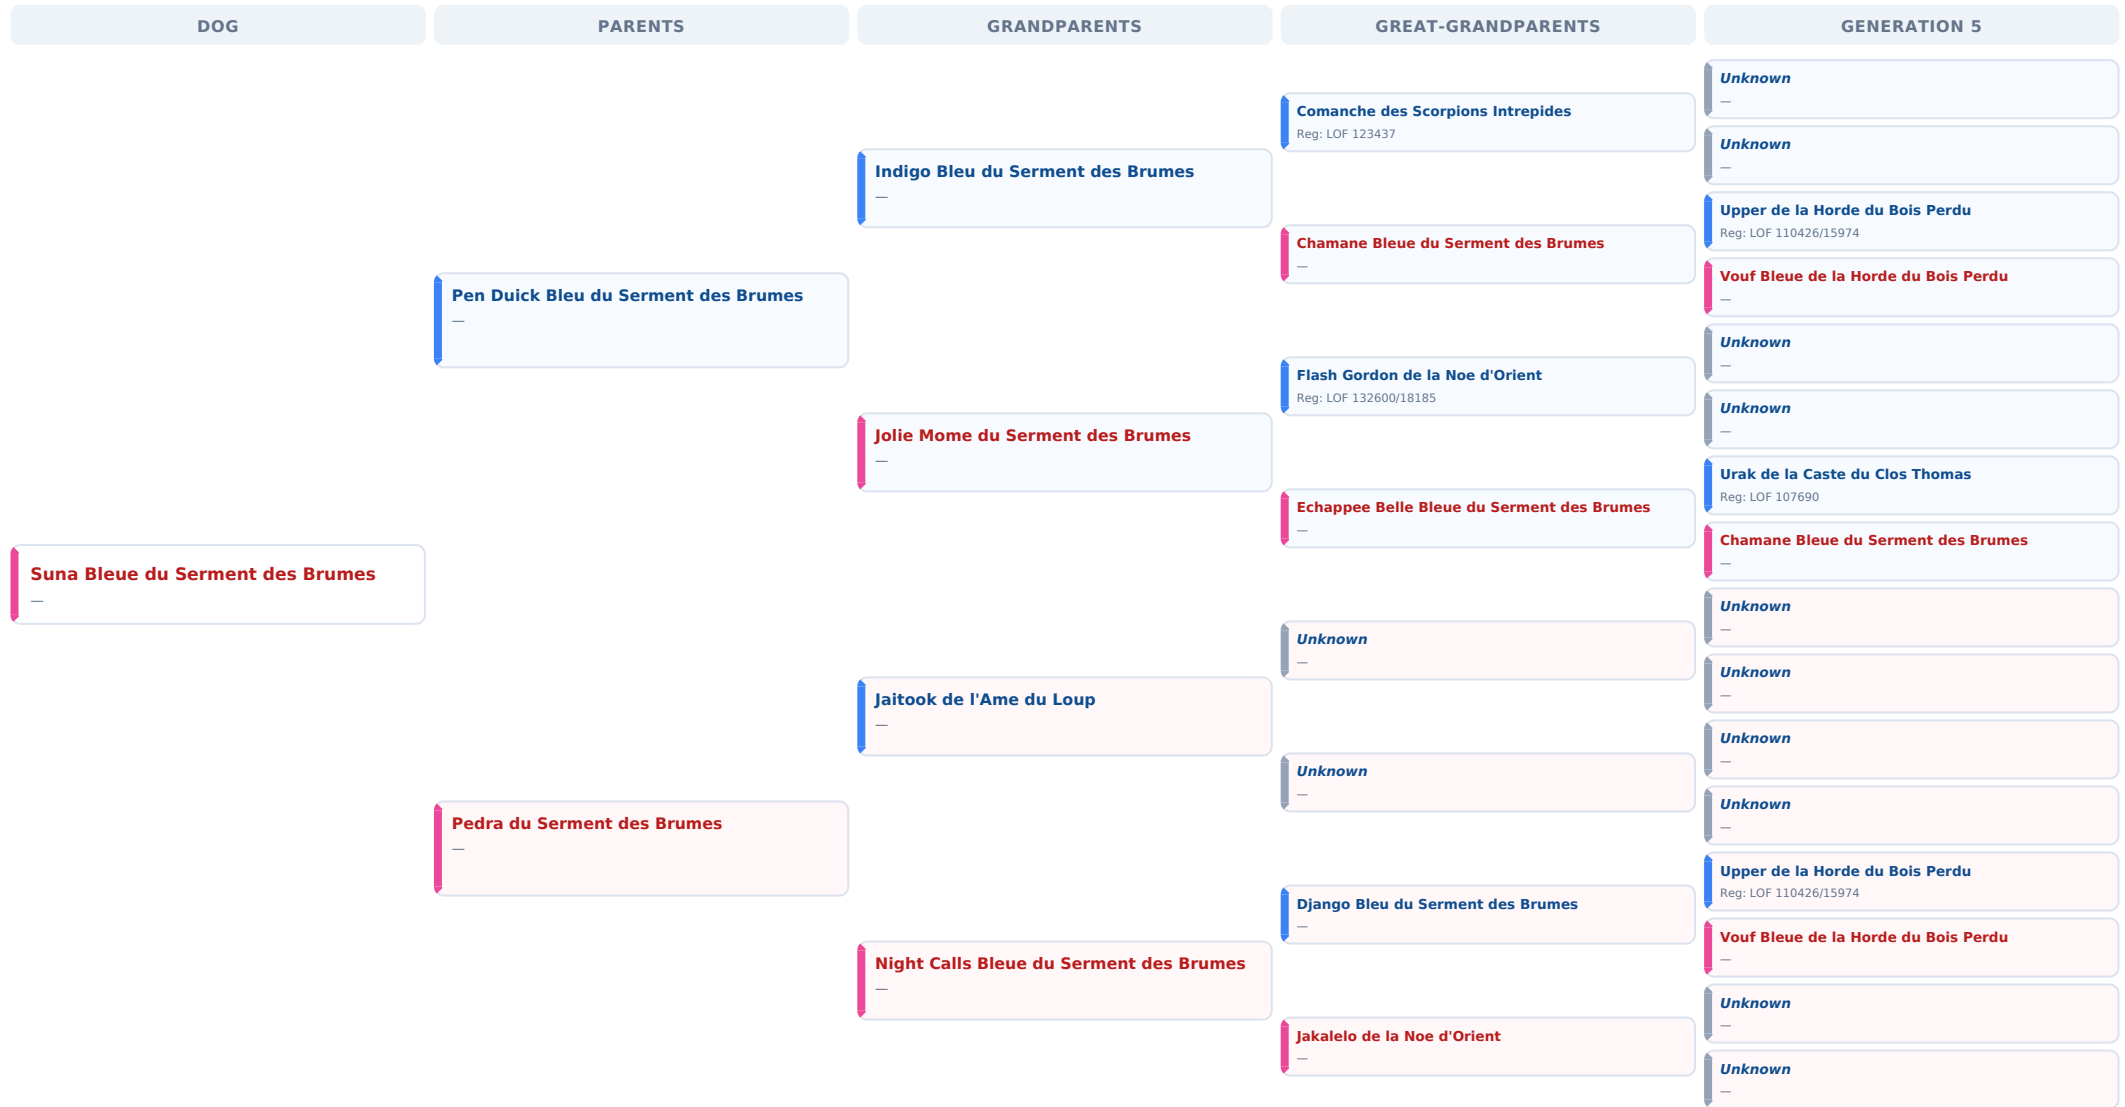 DOG
PARENTS
GRANDPARENTS
GREAT-GRANDPARENTS
GENERATION 5
Suna Bleue du Serment des Brumes
—
Pen Duick Bleu du Serment des Brumes
—
Pedra du Serment des Brumes
—
Indigo Bleu du Serment des Brumes
—
Jolie Mome du Serment des Brumes
—
Jaitook de l'Ame du Loup
—
Night Calls Bleue du Serment des Brumes
—
Comanche des Scorpions Intrepides
Reg: LOF 123437
Chamane Bleue du Serment des Brumes
—
Flash Gordon de la Noe d'Orient
Reg: LOF 132600/18185
Echappee Belle Bleue du Serment des Brumes
—
Unknown
—
Unknown
—
Django Bleu du Serment des Brumes
—
Jakalelo de la Noe d'Orient
—
Unknown
—
Unknown
—
Upper de la Horde du Bois Perdu
Reg: LOF 110426/15974
Vouf Bleue de la Horde du Bois Perdu
—
Unknown
—
Unknown
—
Urak de la Caste du Clos Thomas
Reg: LOF 107690
Chamane Bleue du Serment des Brumes
—
Unknown
—
Unknown
—
Unknown
—
Unknown
—
Upper de la Horde du Bois Perdu
Reg: LOF 110426/15974
Vouf Bleue de la Horde du Bois Perdu
—
Unknown
—
Unknown
—